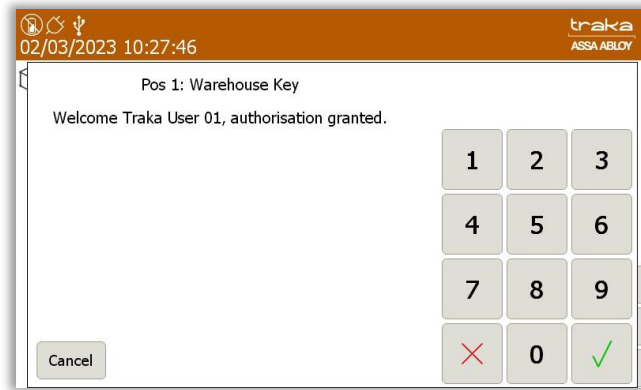 traka
02/03/2023 10:27:46
ASSA ABLOY
Pos 1: Warehouse Key
Welcome Traka User 01, authorisation granted.
1 2 3
4 5 6
7 8 9
0
Cancel